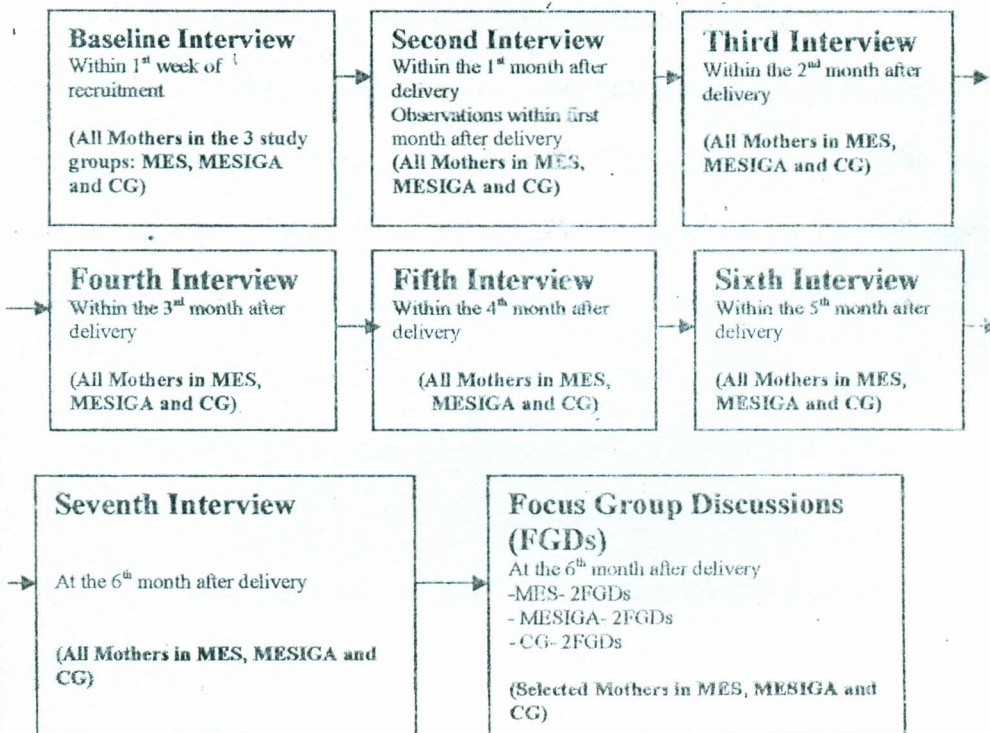 Baseline Interview
Within 1st week of
recruitment
(All Mothers in the 3 study
groups: MES, MESIGA
and CG)
Second Interview
Within the 1st month after
delivery
Observations within first
month after delivery
(All Mothers in MES,
MESIGA and CG)
Third Interview
Within the 2nd month after
delivery
(All Mothers in MES,
MESIGA and CG)
Fourth Interview
Within the 3rd month after
delivery
(All Mothers in MES,
MESIGA and CG)
Fifth Interview
Within the 4th month after
delivery
(All Mothers in MES,
MESIGA and CG)
Sixth Interview
Within the 5th month after
delivery
(All Mothers in MES,
MESIGA and CG)
Seventh Interview
At the 6th month after delivery
(All Mothers in MES, MESIGA and
CG)
Focus Group Discussions
(FGDs)
At the 6th month after delivery
-MES- 2FGDs
- MESIGA- 2FGDs
- CG- 2FGDs
(Selected Mothers in MES, MESIGA and
CG)